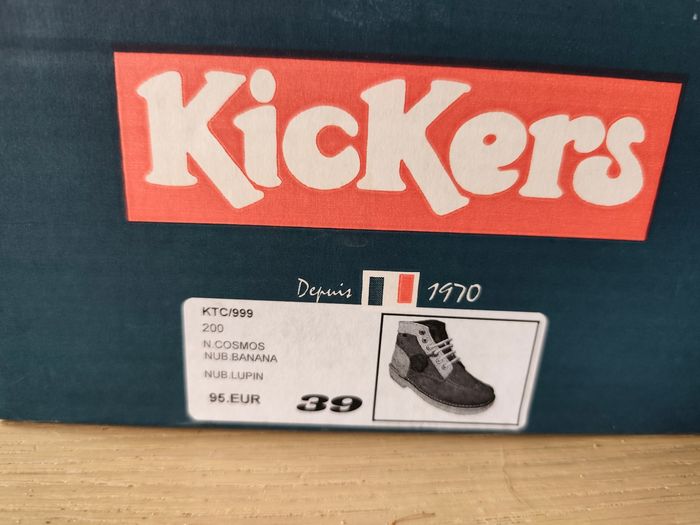 Kickers
Depuis 1970
KTC/999
200
N.COSMOS
NUB.BANANA
NUB.LUPIN
95.EUR 39